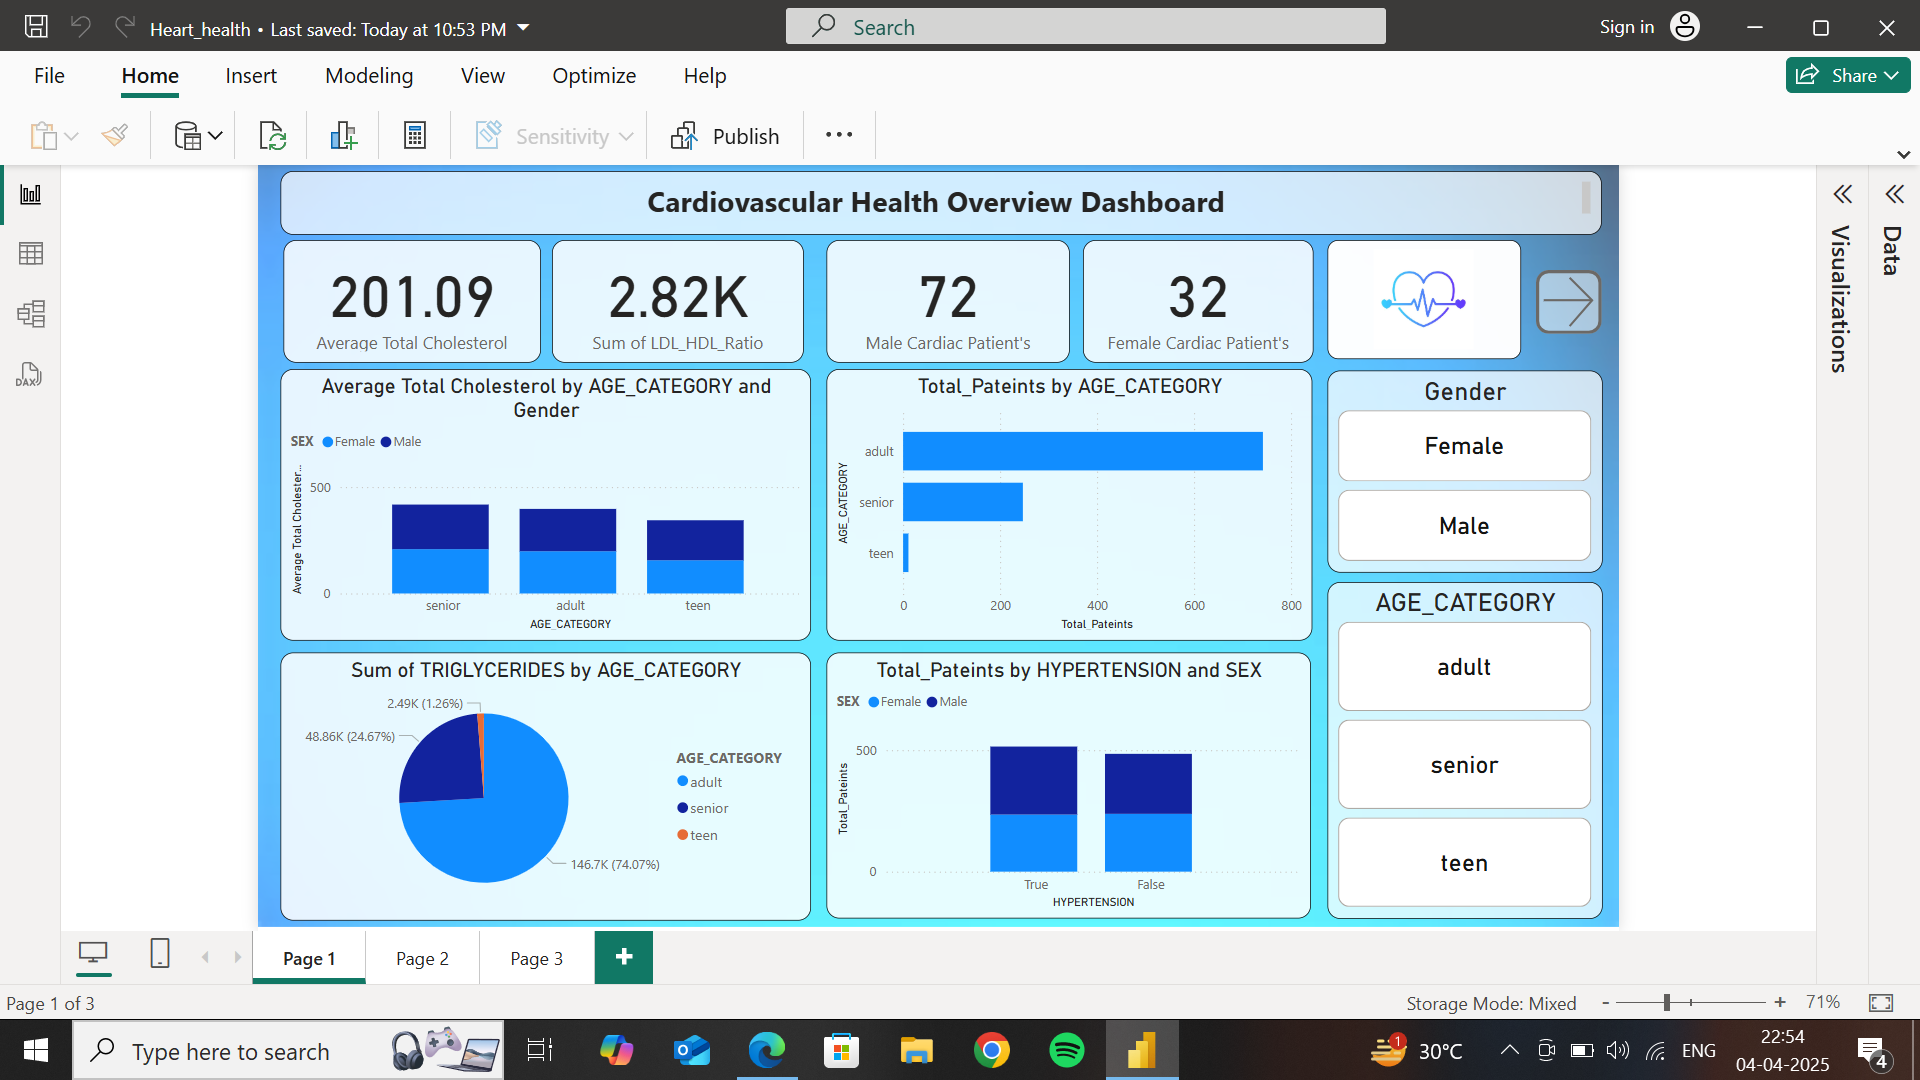 Heart_health • Last saved: Today at 10:53 PM
Search
Sign in
File Home Insert Modeling View Optimize Help
Share
Sensitivity
Publish
Cardiovascular Health Overview Dashboard
201.09
Average Total Cholesterol
2.82K
Sum of LDL_HDL_Ratio
72
Male Cardiac Patient's
32
Female Cardiac Patient's
Average Total Cholesterol by AGE_CATEGORY and
Gender
SEX Female Male
Average Total Cholester...
500
0
senior adult teen
AGE_CATEGORY
Total_Pateints by AGE_CATEGORY
AGE_CATEGORY
adult
senior
teen
0 200 400 600 800
Total_Pateints
Gender
Female
Male
AGE_CATEGORY
adult
senior
teen
Sum of TRIGLYCERIDES by AGE_CATEGORY
2.49K (1.26%)
48.86K (24.67%)
146.7K (74.07%)
AGE_CATEGORY
adult
senior
teen
Total_Pateints by HYPERTENSION and SEX
SEX Female Male
Total_Pateints
500
0
True False
HYPERTENSION
Visualizations
Data
DAX
Page 1 Page 2 Page 3 +
Page 1 of 3
Storage Mode: Mixed
- + 71%
Type here to search
1
30°C
ENG
22:54
04-04-2025
4